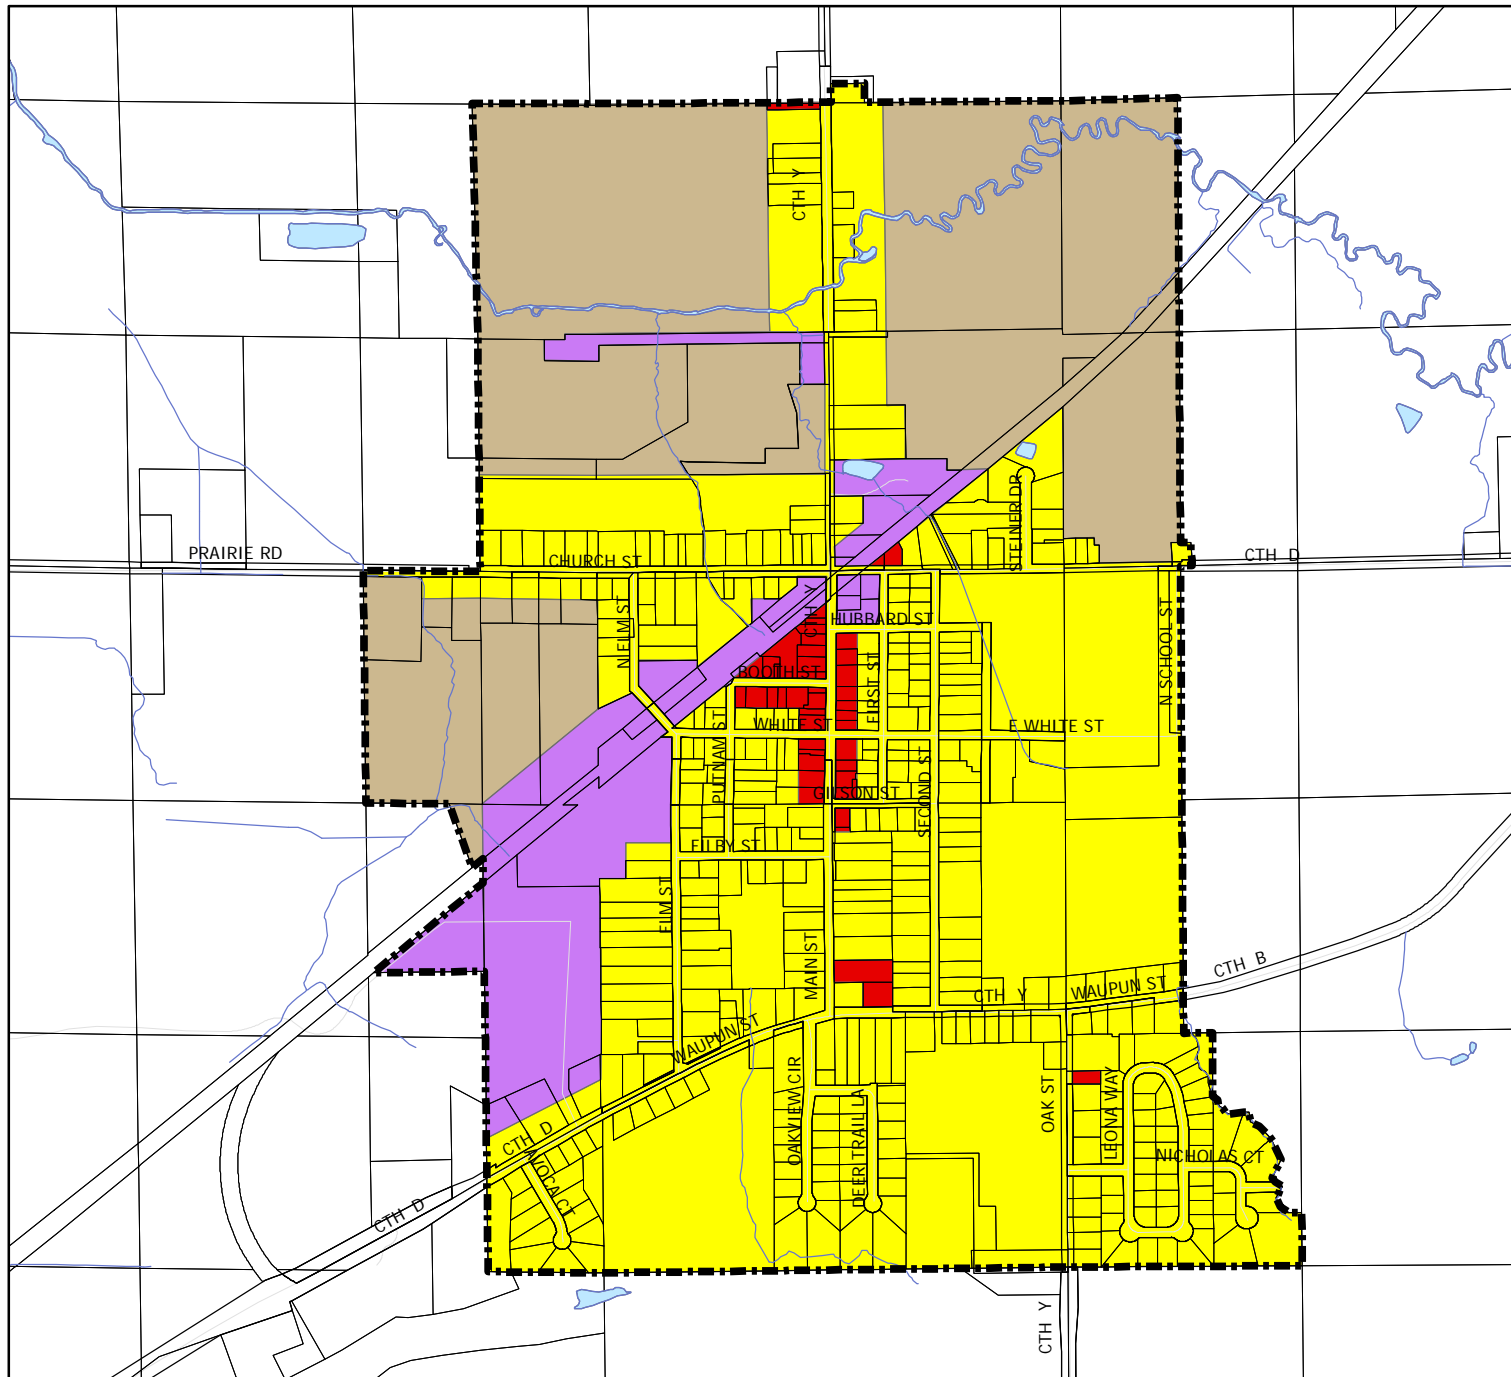 CTH Y
PRAIRIE RD
CHURCH ST
STEINER DR
CTH D
N ELM ST
CTH Y
HUBBARD ST
N SCHOOL ST
BOOTH ST
FIRST ST
PUTNAM ST
WHITE ST
E WHITE ST
GILSON ST
SECOND ST
FILBY ST
ELM ST
MAIN ST
CTH B
CTH Y
WAUPUN ST
WAUPUN ST
OAKVIEW CIR
DEER TRAIL LA
OAK ST
LEONA WAY
CTH D
AVOCA CT
NICHOLAS CT
CTH D
CTH Y